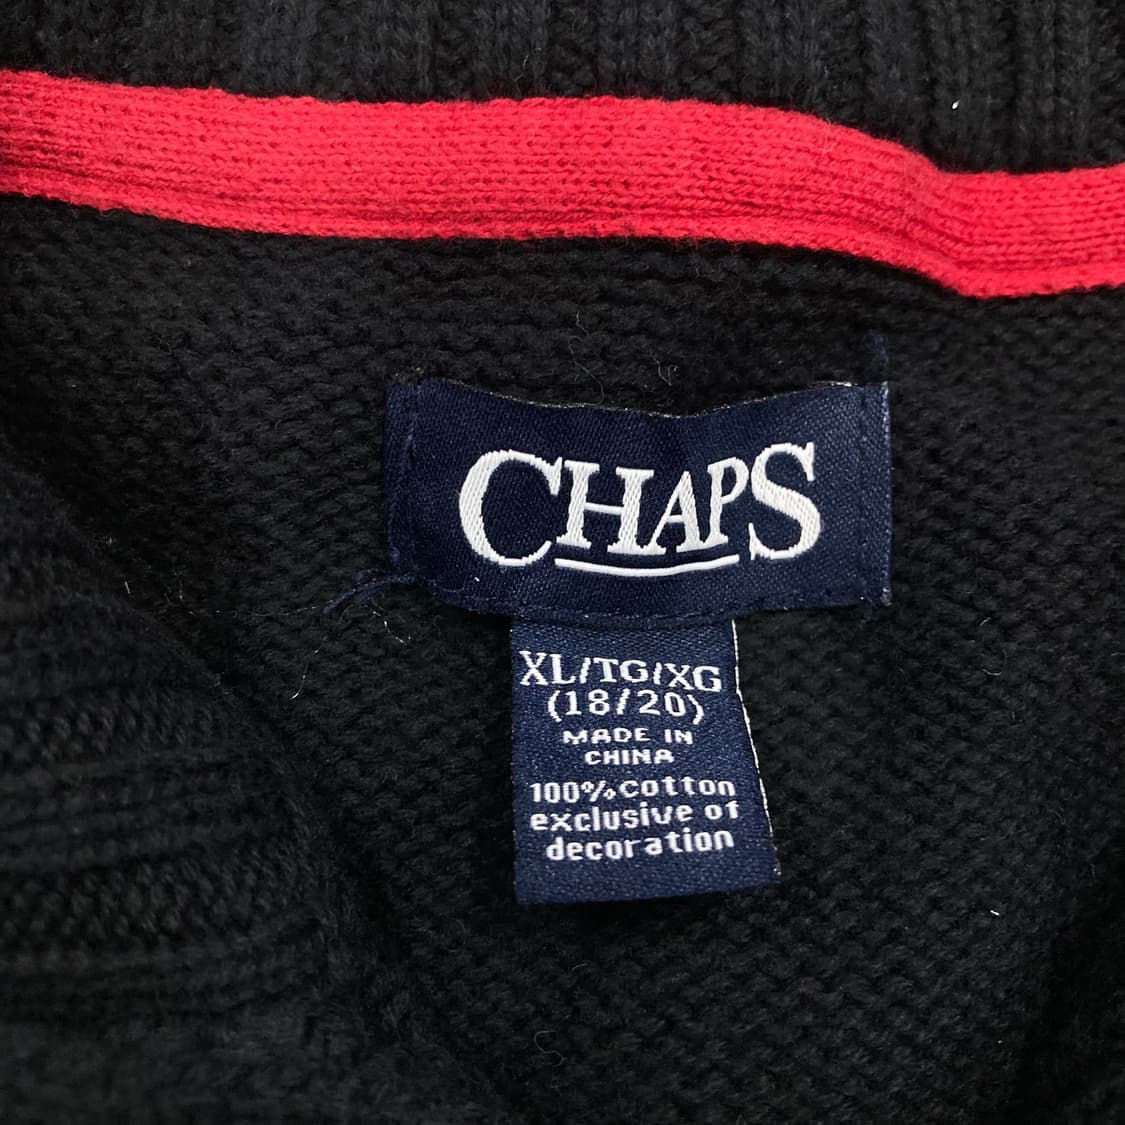 CHAPS
XL/TG/XG
(18/20)
MADE IN
CHINA
100% cotton
exclusive of
decoration